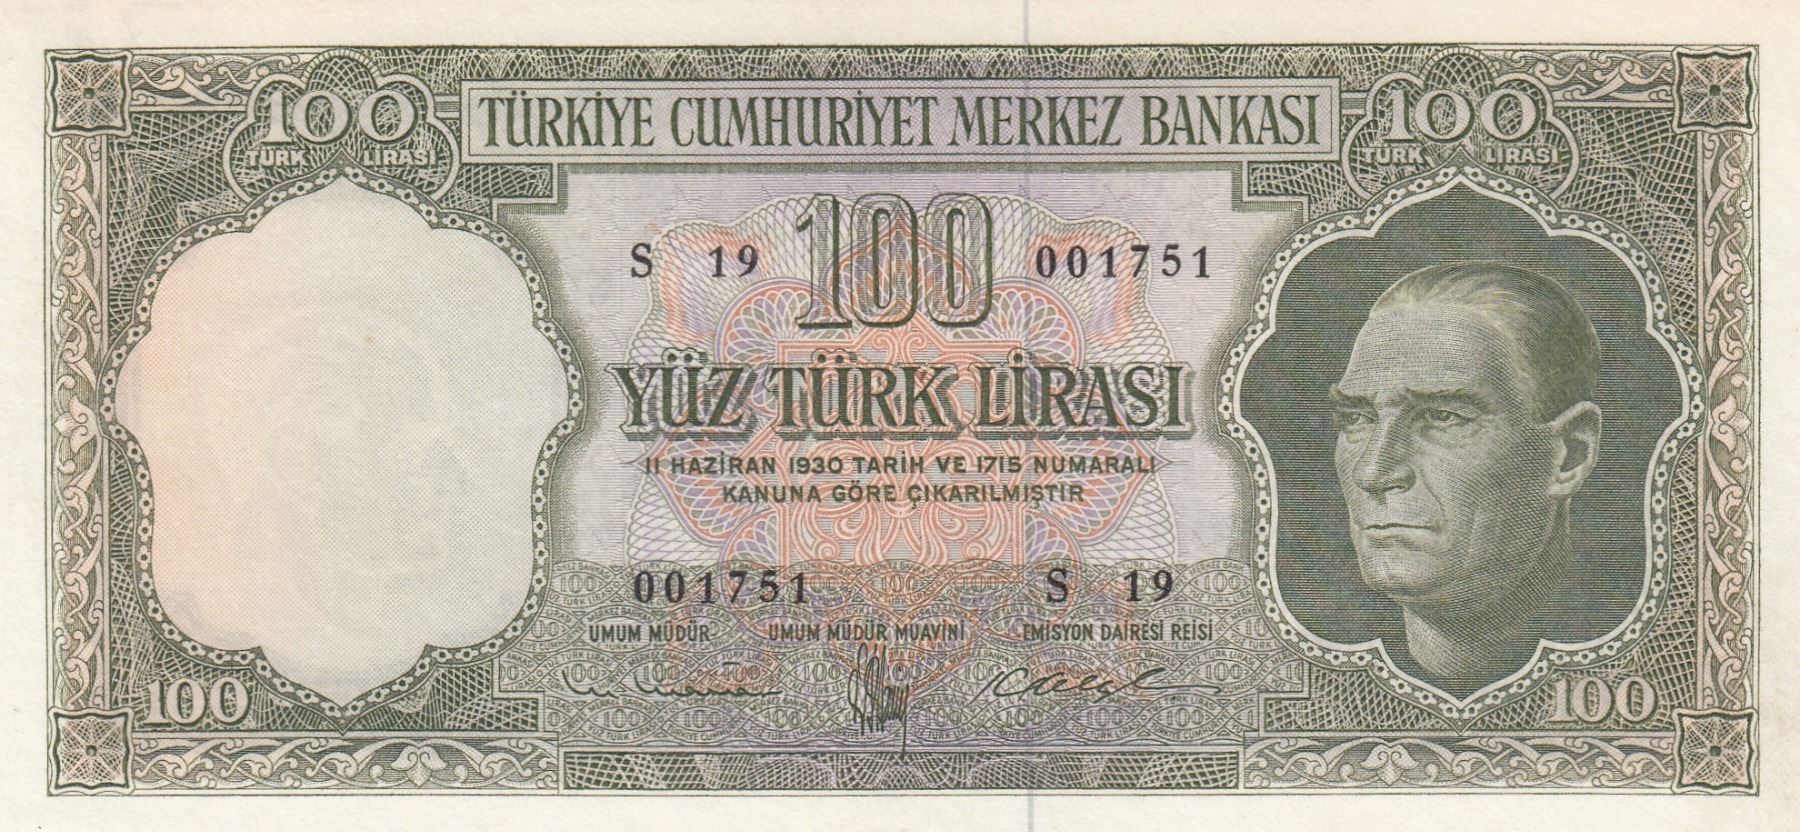 100 TÜRKİYE CUMHURİYET MERKEZ BANKASI 100
TÜRK LİRASI TÜRK LİRASI
S 19 100 001751
YÜZ TÜRK LİRASI
11 HAZİRAN 1930 TARİH VE 1715 NUMARALI
KANUNA GÖRE ÇIKARILMIŞTIR
001751 S 19
UMUM MÜDÜR UMUM MÜDÜR MUAVİNİ EMİSYON DAİRESİ REİSİ
100 100